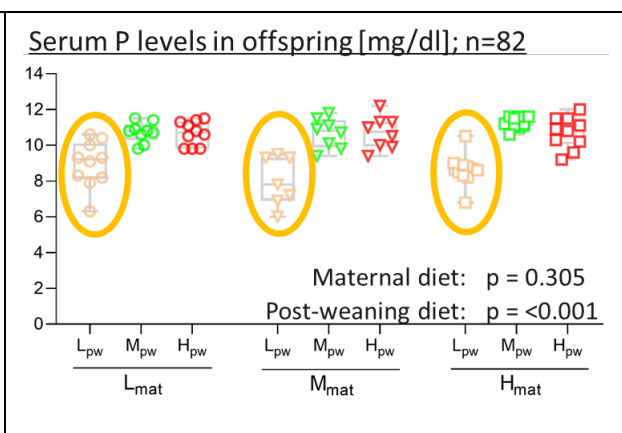 Serum P levels in offspring [mg/dl]; n=82
14
12
10
8
6
4
2
0
Maternal diet: p = 0.305
Post-weaning diet: p = <0.001
Lpw Mpw Hpw Lpw Mpw Hpw Lpw Mpw Hpw
Lmat Mmat Hmat